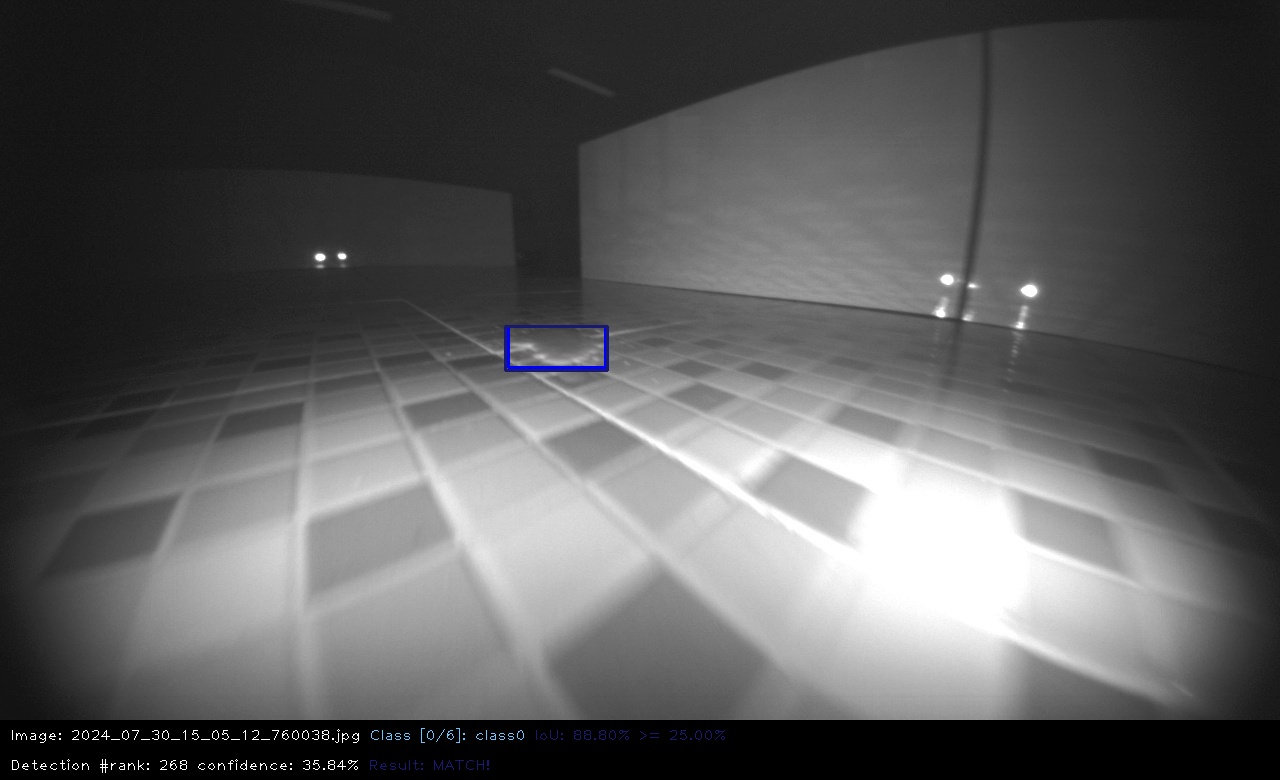 Image: 2024_07_30_15_05_12_760038.jpg Class [0/6]: class0 IoU: 88.80% >= 25.00%
Detection #rank: 268 confidence: 35.84% Result: MATCH!